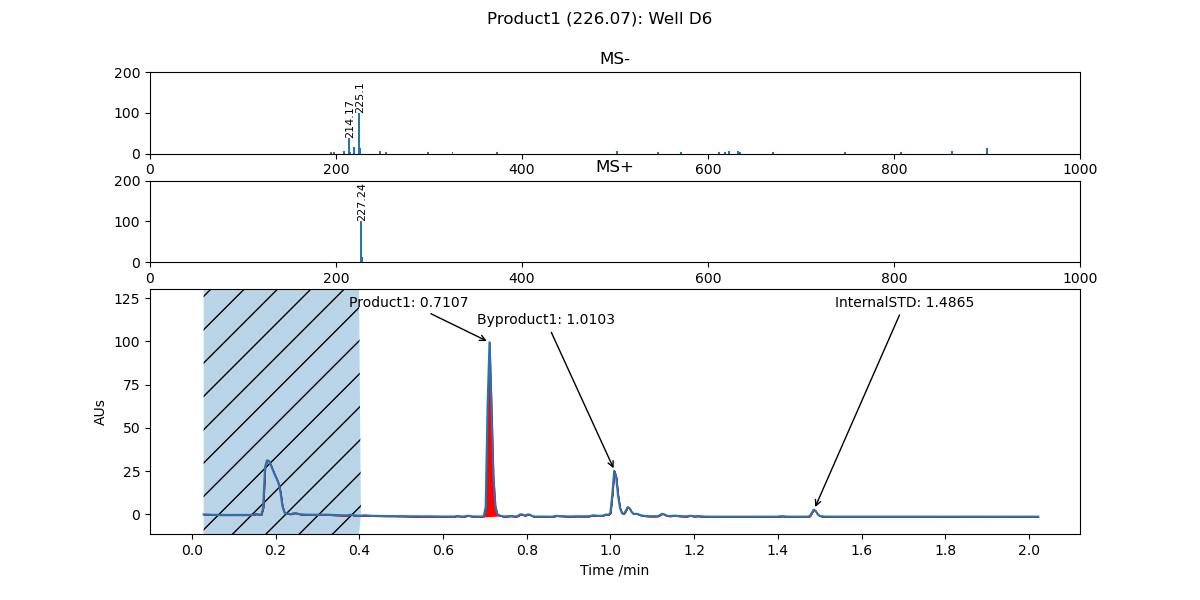 Product1 (226.07): Well D6
MS-
200
100
0
214.17
225.1
0 200 400 600 800 1000
MS+
200
100
0
227.24
0 200 400 600 800 1000
Product1: 0.7107
InternalSTD: 1.4865
Byproduct1: 1.0103
125
100
75
50
25
0
AUs
0.0 0.2 0.4 0.6 0.8 1.0 1.2 1.4 1.6 1.8 2.0
Time /min